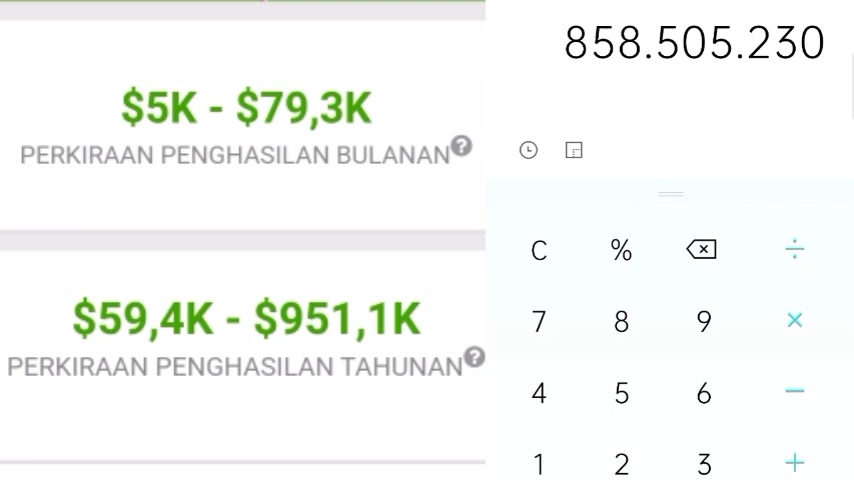 $5K - $79,3K
PERKIRAAN PENGHASILAN BULANAN?
$59,4K - $951,1K
PERKIRAAN PENGHASILAN TAHUNAN?
858.505.230
C % ÷
7 8 9 ×
4 5 6 −
1 2 3 +